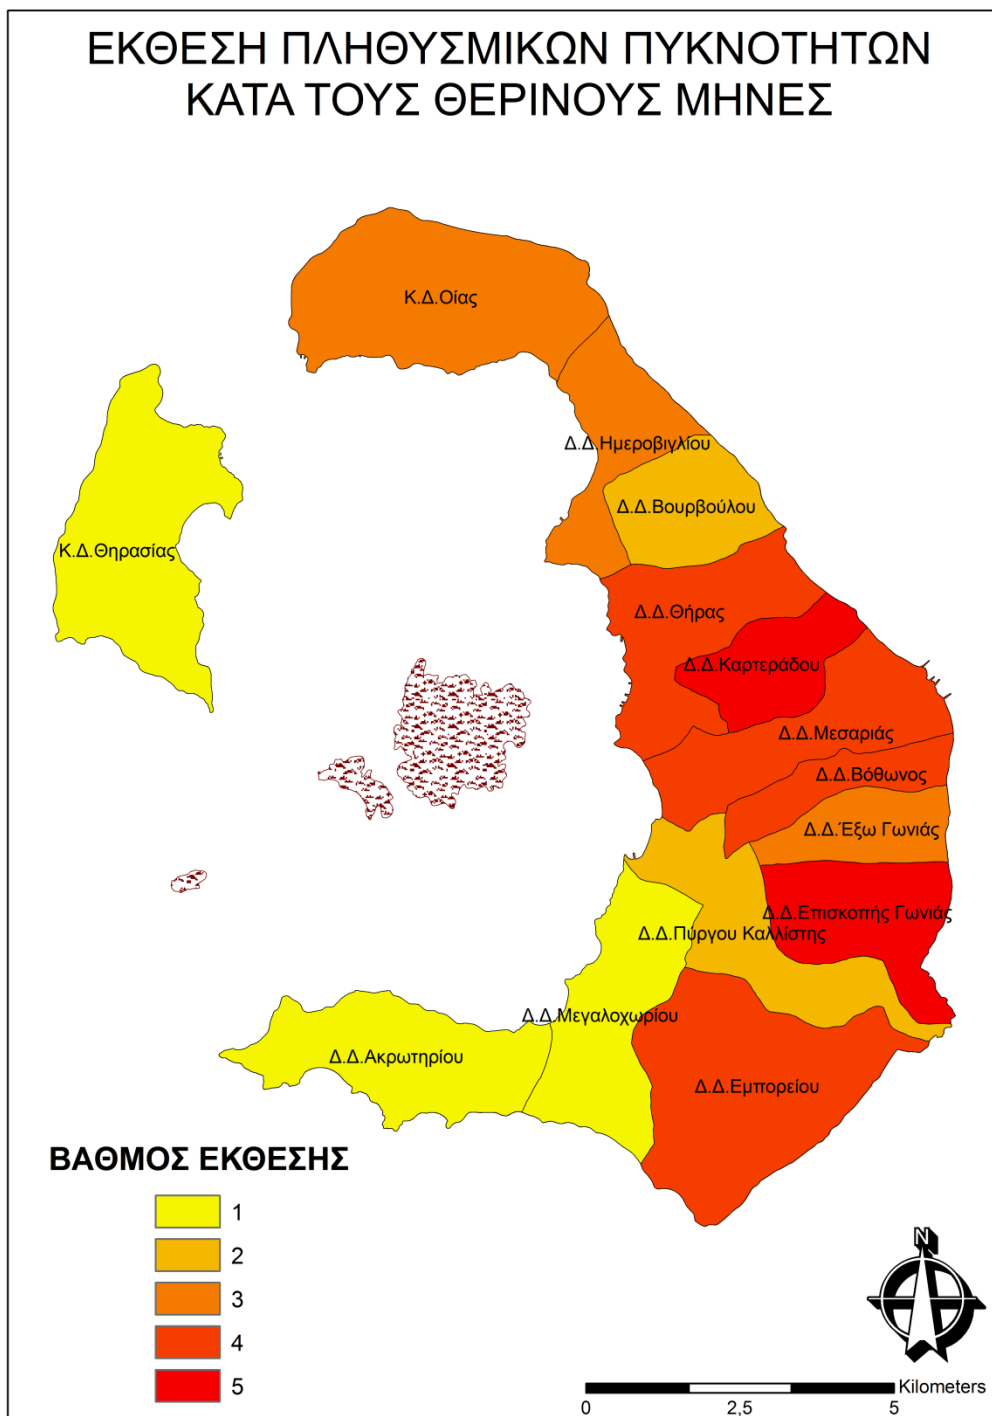 ΕΚΘΕΣΗ ΠΛΗΘΥΣΜΙΚΩΝ ΠΥΚΝΟΤΗΤΩΝ
ΚΑΤΑ ΤΟΥΣ ΘΕΡΙΝΟΥΣ ΜΗΝΕΣ
Κ.Δ.Οίας
Δ.Δ.Ημεροβιγλίου
Δ.Δ.Βουρβούλου
Κ.Δ.Θηρασίας
Δ.Δ.Θήρας
Δ.Δ.Καρτεράδου
Δ.Δ.Μεσαριάς
Δ.Δ.Βόθωνος
Δ.Δ.Έξω Γωνιάς
Δ.Δ.Επισκοπής Γωνιάς
Δ.Δ.Πύργου Καλλίστης
Δ.Δ.Μεγαλοχωρίου
Δ.Δ.Ακρωτηρίου
Δ.Δ.Εμπορείου
ΒΑΘΜΟΣ ΕΚΘΕΣΗΣ
1
2
3
4
5
N
Kilometers
0 2,5 5